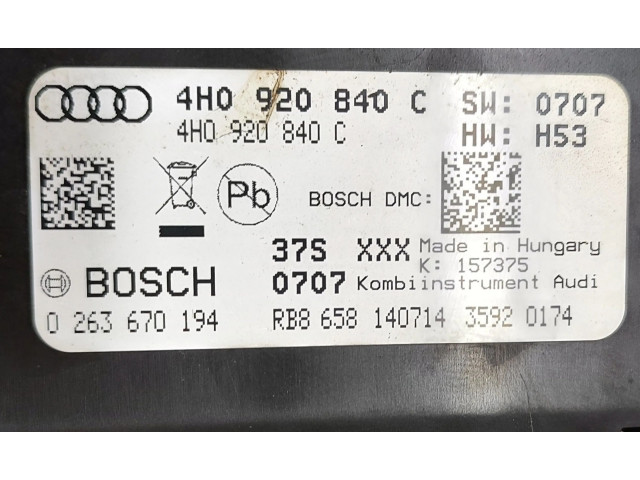 4H0 920 840 C SW: 0707
4H0 920 840 C HW: H53
Pb
BOSCH DMC:
37S XXX Made in Hungary
K: 157375
BOSCH 0707 Kombiinstrument Audi
0 263 670 194 RB8 658 140714 3592 0174